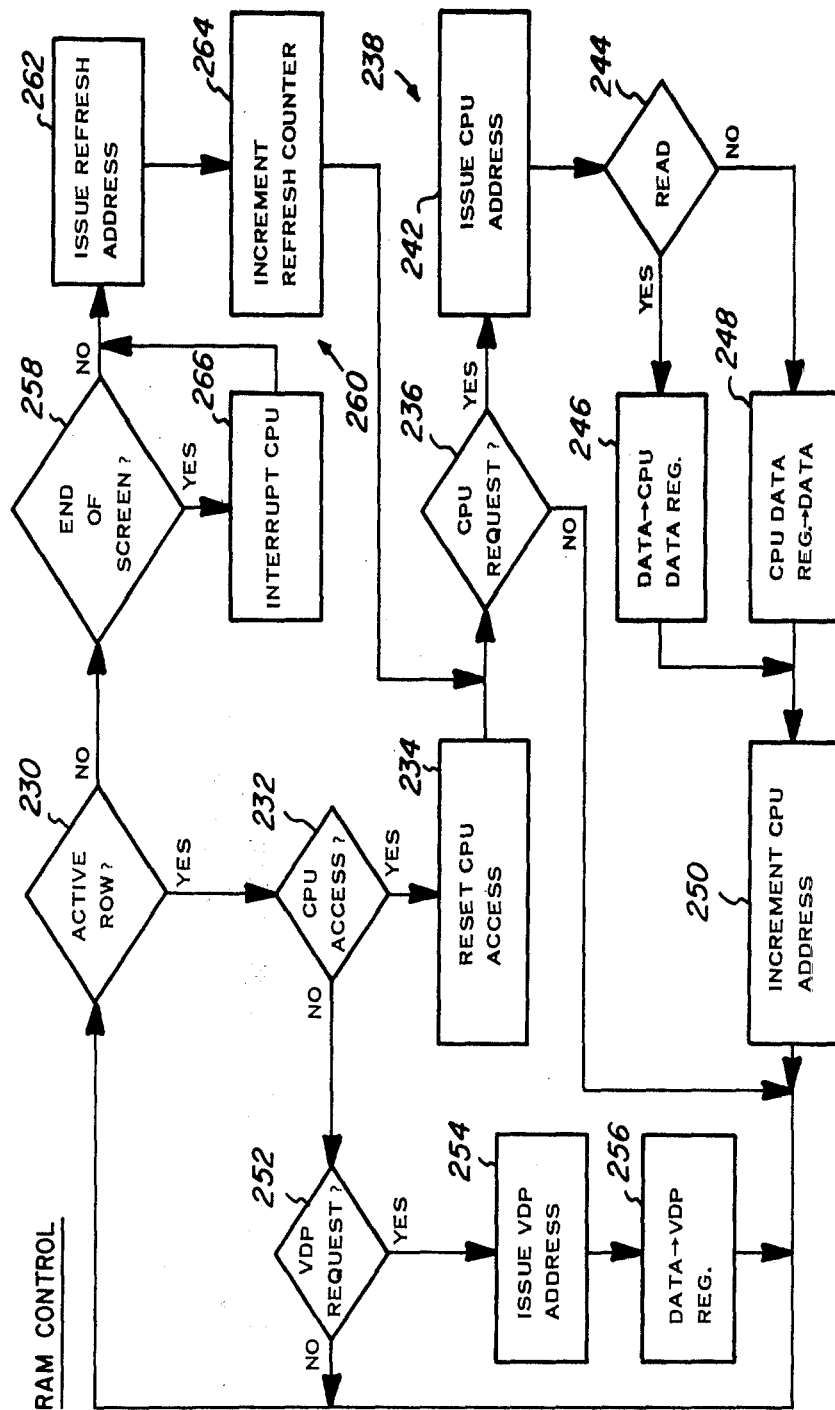 RAM CONTROL
230
ACTIVE
ROW?
NO
YES
258
END
OF
SCREEN?
NO
YES
262
ISSUE REFRESH
ADDRESS
264
INCREMENT
REFRESH COUNTER
266
INTERRUPT CPU
260
232
CPU
ACCESS?
NO
YES
234
RESET CPU
ACCESS
236
CPU
REQUEST?
YES
NO
238
242
ISSUE CPU
ADDRESS
244
READ
YES
NO
246
DATA→CPU
DATA REG.
248
CPU DATA
REG.→DATA
250
INCREMENT CPU
ADDRESS
252
VDP
REQUEST?
NO
YES
254
ISSUE VDP
ADDRESS
256
DATA→VDP
REG.